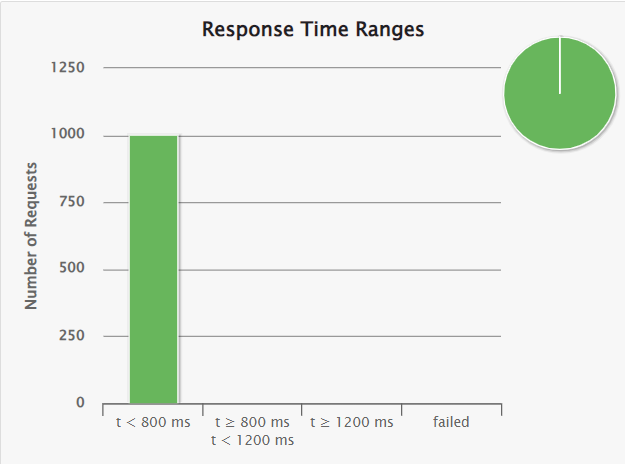 Response Time Ranges
1250
1000
750
500
250
0
Number of Requests
t < 800 ms
t ≥ 800 ms
t < 1200 ms
t ≥ 1200 ms
failed